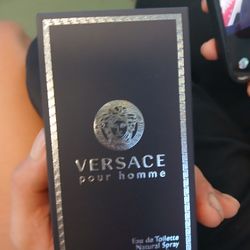 VERSACE
pour homme
Eau de Toilette
Natural Spray